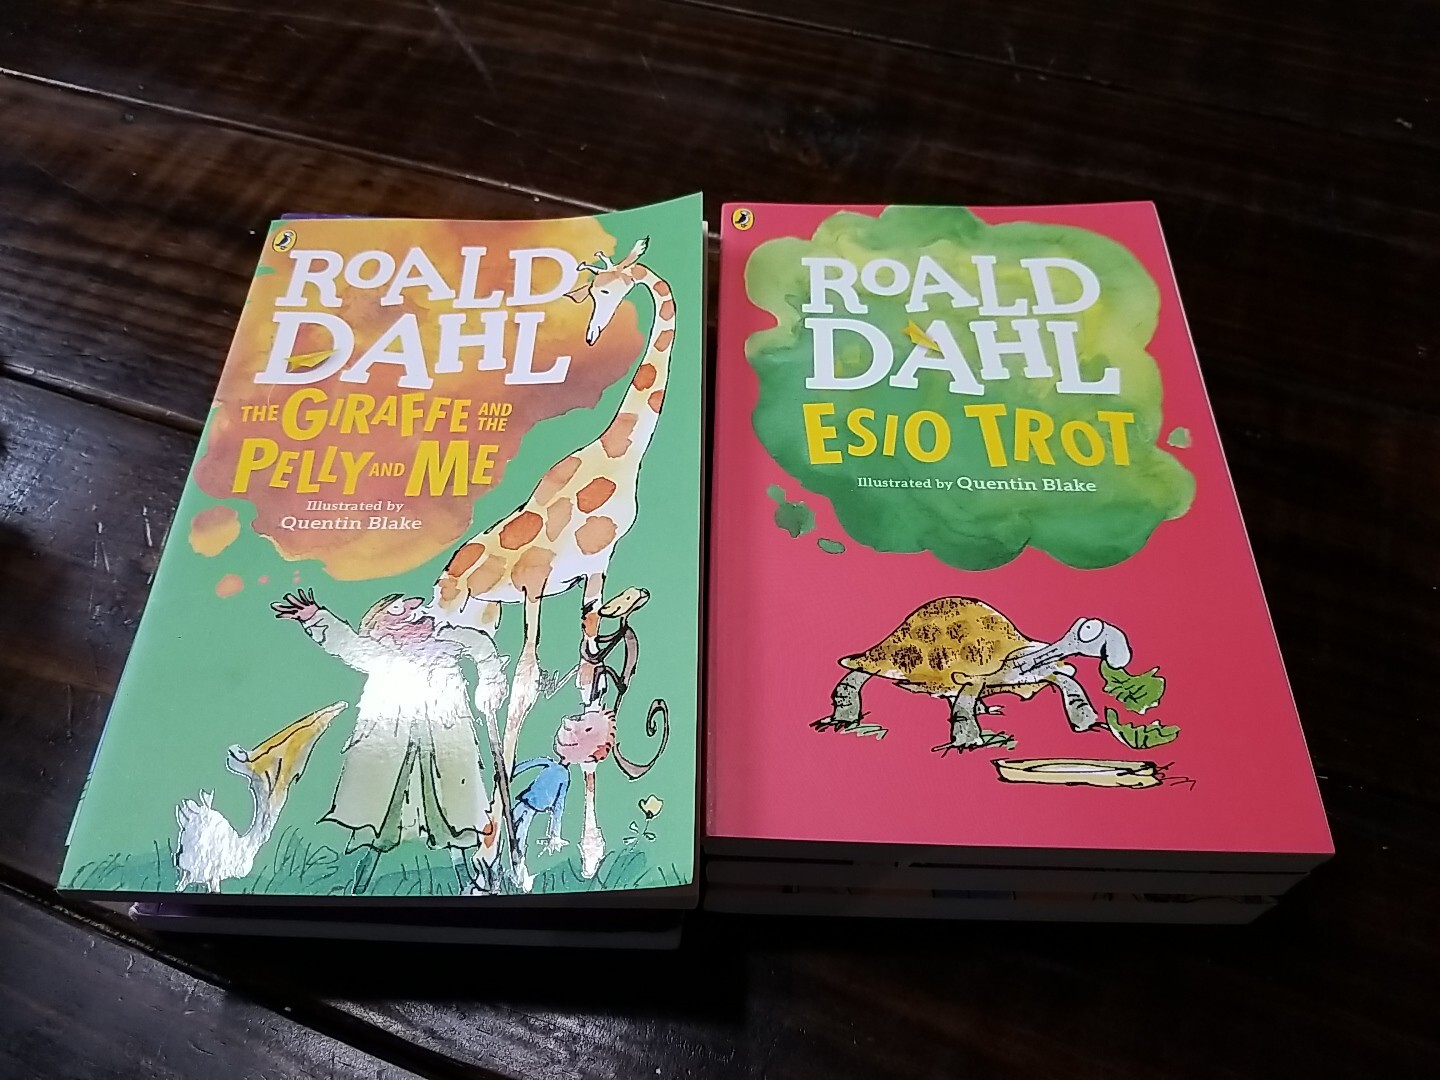 ROALD
DAHL
THE GIRAFFE AND THE
PELLY AND ME
Illustrated by
Quentin Blake
ROALD
DAHL
ESIO TROT
Illustrated by Quentin Blake